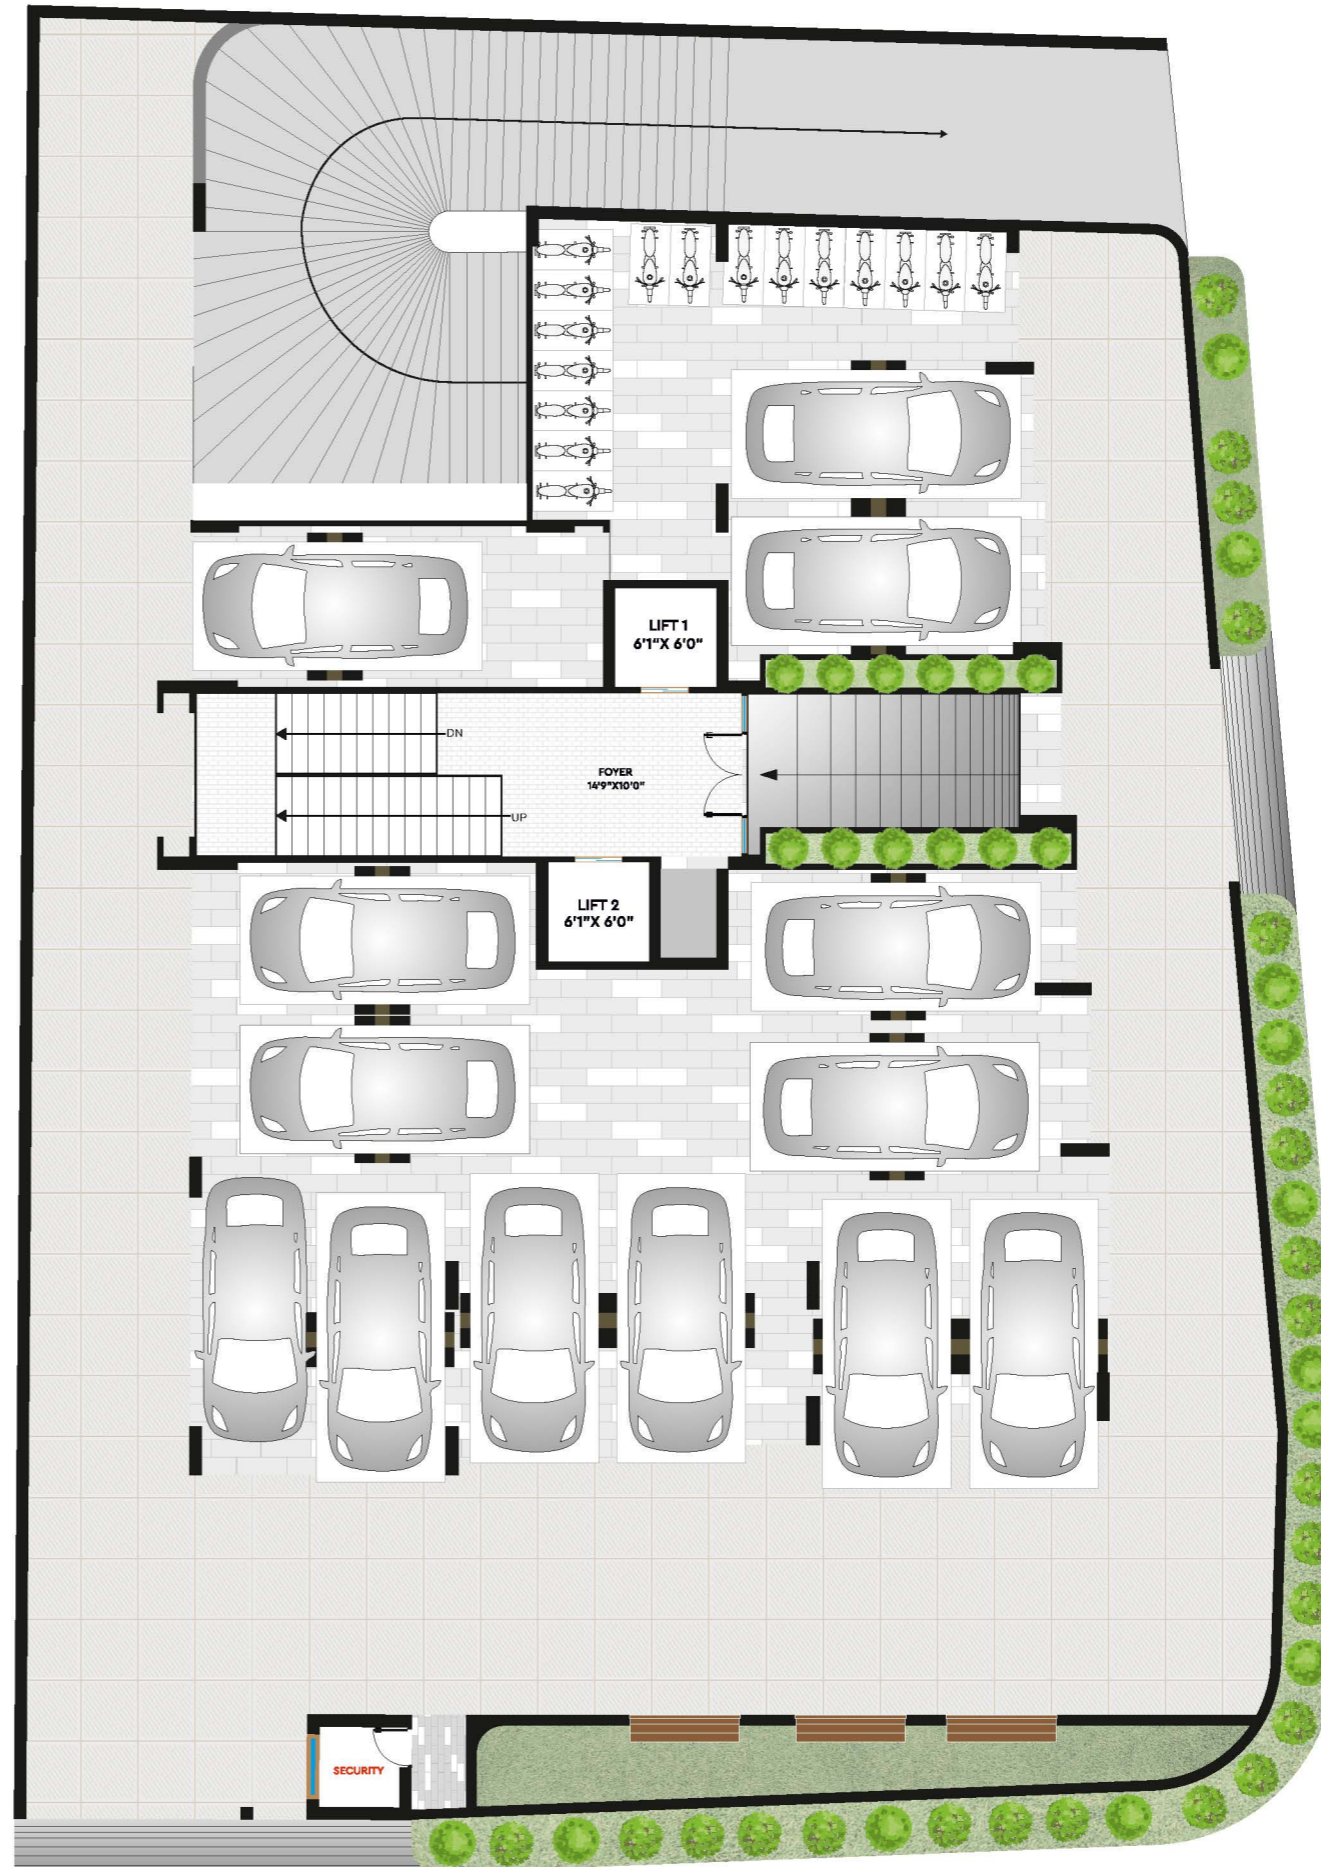 LIFT 1
6'1"X 6'0"
DN
FOYER
14'9"X10'0"
UP
LIFT 2
6'1"X 6'0"
SECURITY